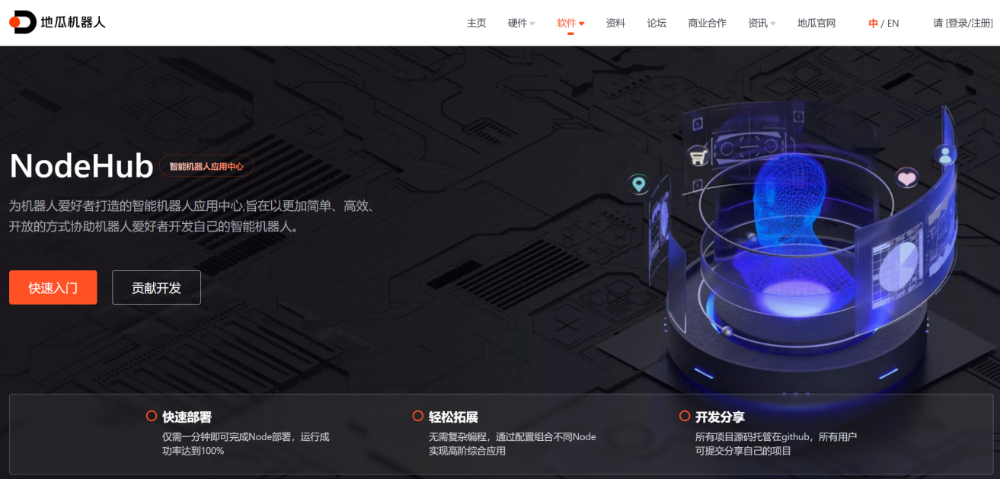 地瓜机器人
主页 硬件 软件 资料 论坛 商业合作 资讯 地瓜官网 中 / EN 请 [登录/注册]
NodeHub 智能机器人应用中心
为机器人爱好者打造的智能机器人应用中心,旨在以更加简单、高效、
开放的方式协助机器人爱好者开发自己的智能机器人。
快速入门 贡献开发
快速部署
仅需一分钟即可完成Node部署，运行成
功率达到100%
轻松拓展
无需复杂编程，通过配置组合不同Node
实现高阶综合应用
开发分享
所有项目源码托管在github，所有用户
可提交分享自己的项目